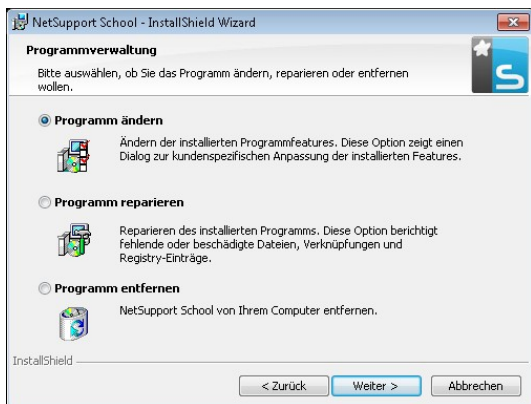 NetSupport School - InstallShield Wizard
Programmverwaltung
Bitte auswählen, ob Sie das Programm ändern, reparieren oder entfernen
wollen.
S
Programm ändern
Ändern der installierten Programmfeatures. Diese Option zeigt einen
Dialog zur kundenspezifischen Anpassung der installierten Features.
Programm reparieren
Reparieren des installierten Programms. Diese Option berichtigt
fehlende oder beschädigte Dateien, Verknüpfungen und
Registry-Einträge.
Programm entfernen
NetSupport School von Ihrem Computer entfernen.
InstallShield
< Zurück
Weiter >
Abbrechen